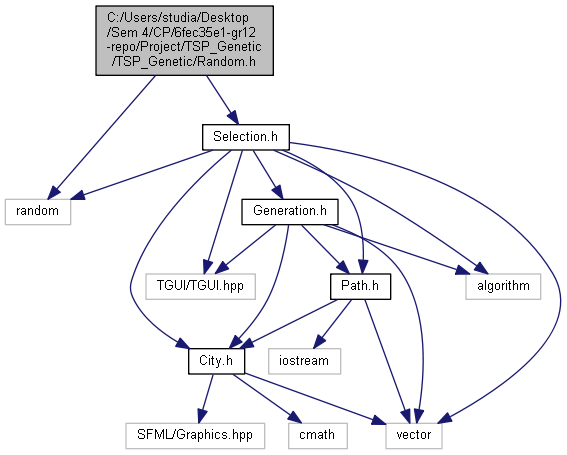 C:/Users/studia/Desktop
/Sem 4/CP/6fec35e1-gr12
-repo/Project/TSP_Genetic
/TSP_Genetic/Random.h
Selection.h
random
Generation.h
TGUI/TGUI.hpp
Path.h
algorithm
City.h
iostream
SFML/Graphics.hpp
cmath
vector